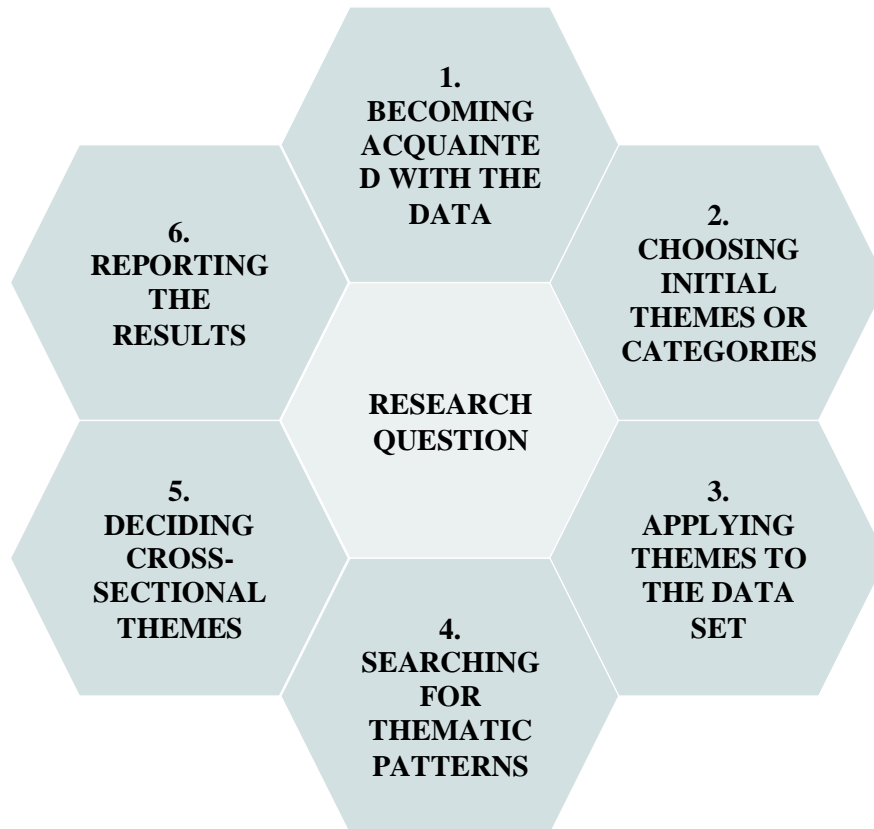 1.
BECOMING
ACQUAINTE
D WITH THE
DATA
2.
CHOOSING
INITIAL
THEMES OR
CATEGORIES
3.
APPLYING
THEMES TO
THE DATA
SET
4.
SEARCHING
FOR
THEMATIC
PATTERNS
5.
DECIDING
CROSS-
SECTIONAL
THEMES
6.
REPORTING
THE
RESULTS
RESEARCH
QUESTION